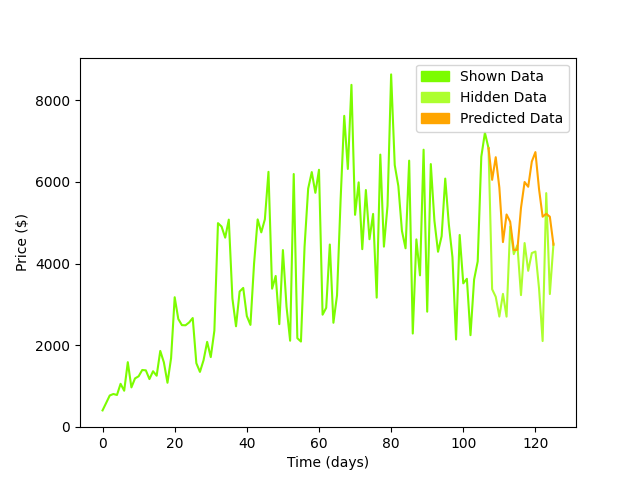 Shown Data
Hidden Data
Predicted Data
8000
6000
4000
2000
0
Price ($)
0 20 40 60 80 100 120
Time (days)